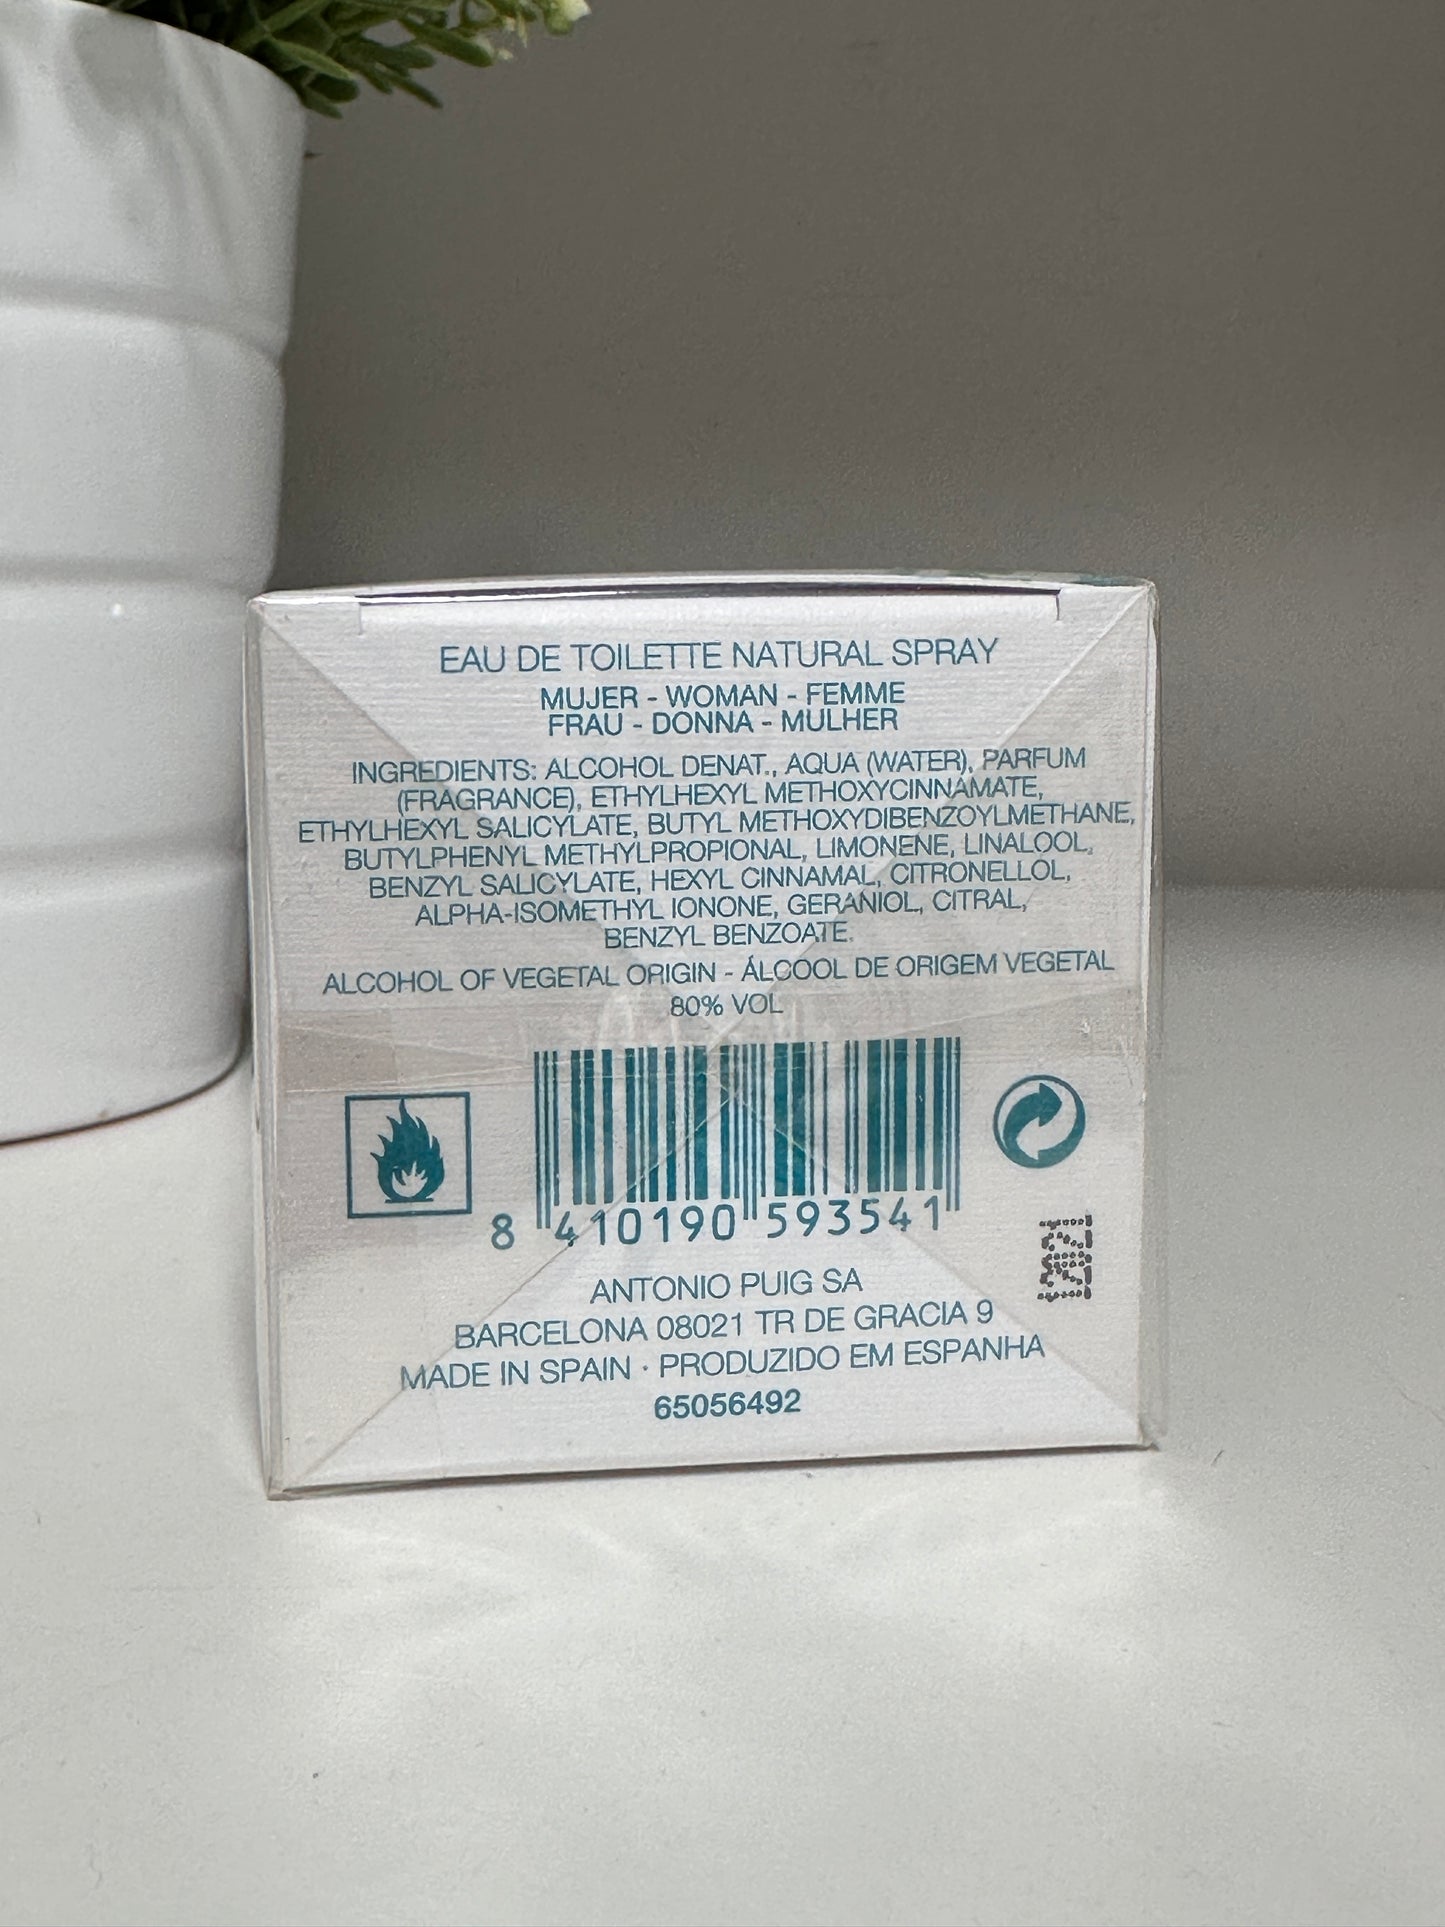 EAU DE TOILETTE NATURAL SPRAY
MUJER - WOMAN - FEMME
FRAU - DONNA - MULHER
INGREDIENTS: ALCOHOL DENAT., AQUA (WATER), PARFUM
(FRAGRANCE), ETHYLHEXYL METHOXYCINNAMATE,
ETHYLHEXYL SALICYLATE, BUTYL METHOXYDIBENZOYLMETHANE,
BUTYLPHENYL METHYLPROPIONAL, LIMONENE, LINALOOL,
BENZYL SALICYLATE, HEXYL CINNAMAL, CITRONELLOL,
ALPHA-ISOMETHYL IONONE, GERANIOL, CITRAL,
BENZYL BENZOATE.
ALCOHOL OF VEGETAL ORIGIN - ÁLCOOL DE ORIGEM VEGETAL
80% VOL
8 410190 593541
ANTONIO PUIG SA
BARCELONA 08021 TR DE GRACIA 9
MADE IN SPAIN · PRODUZIDO EM ESPANHA
65056492